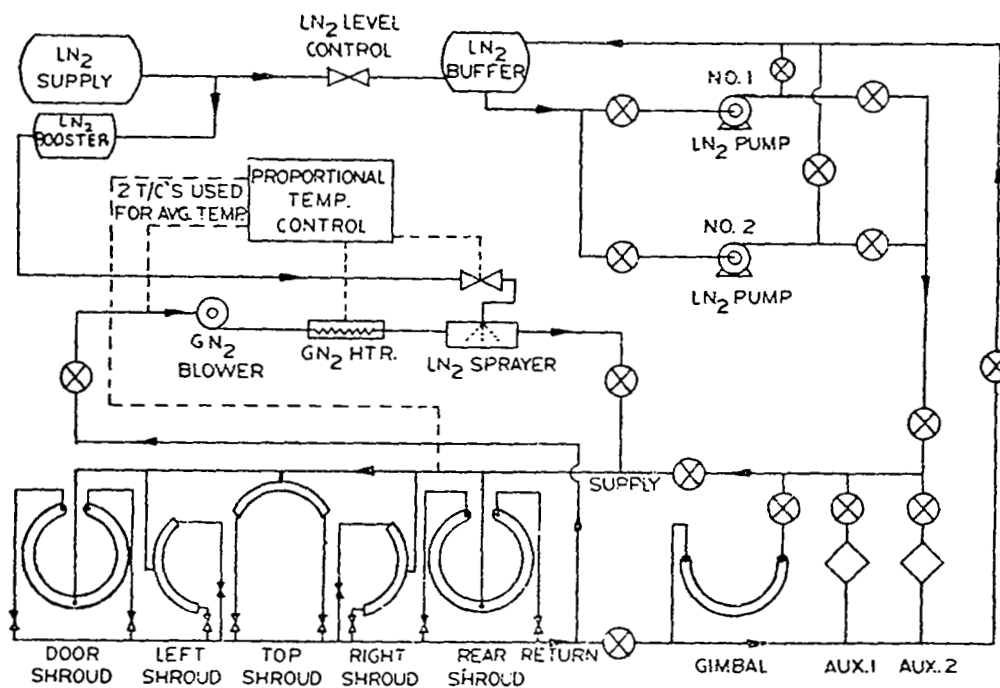 LN2 LEVEL
CONTROL
LN2
SUPPLY
LN2
BUFFER
LN2
BOOSTER
NO. 1
LN2 PUMP
2 T/C'S USED
FOR AVG. TEMP.
PROPORTIONAL
TEMP.
CONTROL
NO. 2
LN2 PUMP
GN2
BLOWER
GN2 HTR.
LN2 SPRAYER
SUPPLY
DOOR
SHROUD
LEFT
SHROUD
TOP
SHROUD
RIGHT
SHROUD
REAR
SHROUD
RETURN
GIMBAL
AUX. 1
AUX. 2